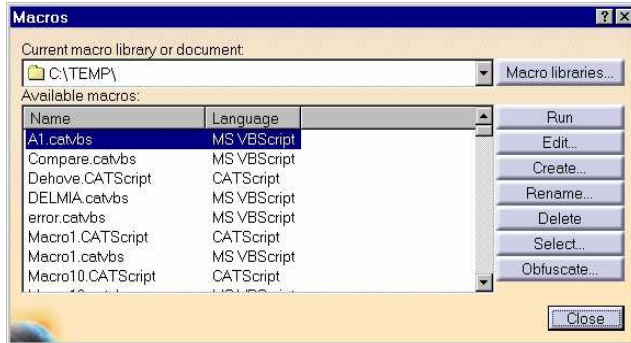 Macros
Current macro library or document:
C:\TEMP\
Macro libraries...
Available macros:
Name Language
Run
A1.catvbs MS VBScript
Edit...
Compare.catvbs MS VBScript
Create...
Dehove.CATScript CATScript
DELMIA.catvbs MS VBScript
Rename...
error.catvbs MS VBScript
Delete
Macro1.CATScript CATScript
Select...
Macro1.catvbs MS VBScript
Macro10.CATScript CATScript
Obfuscate...
Close